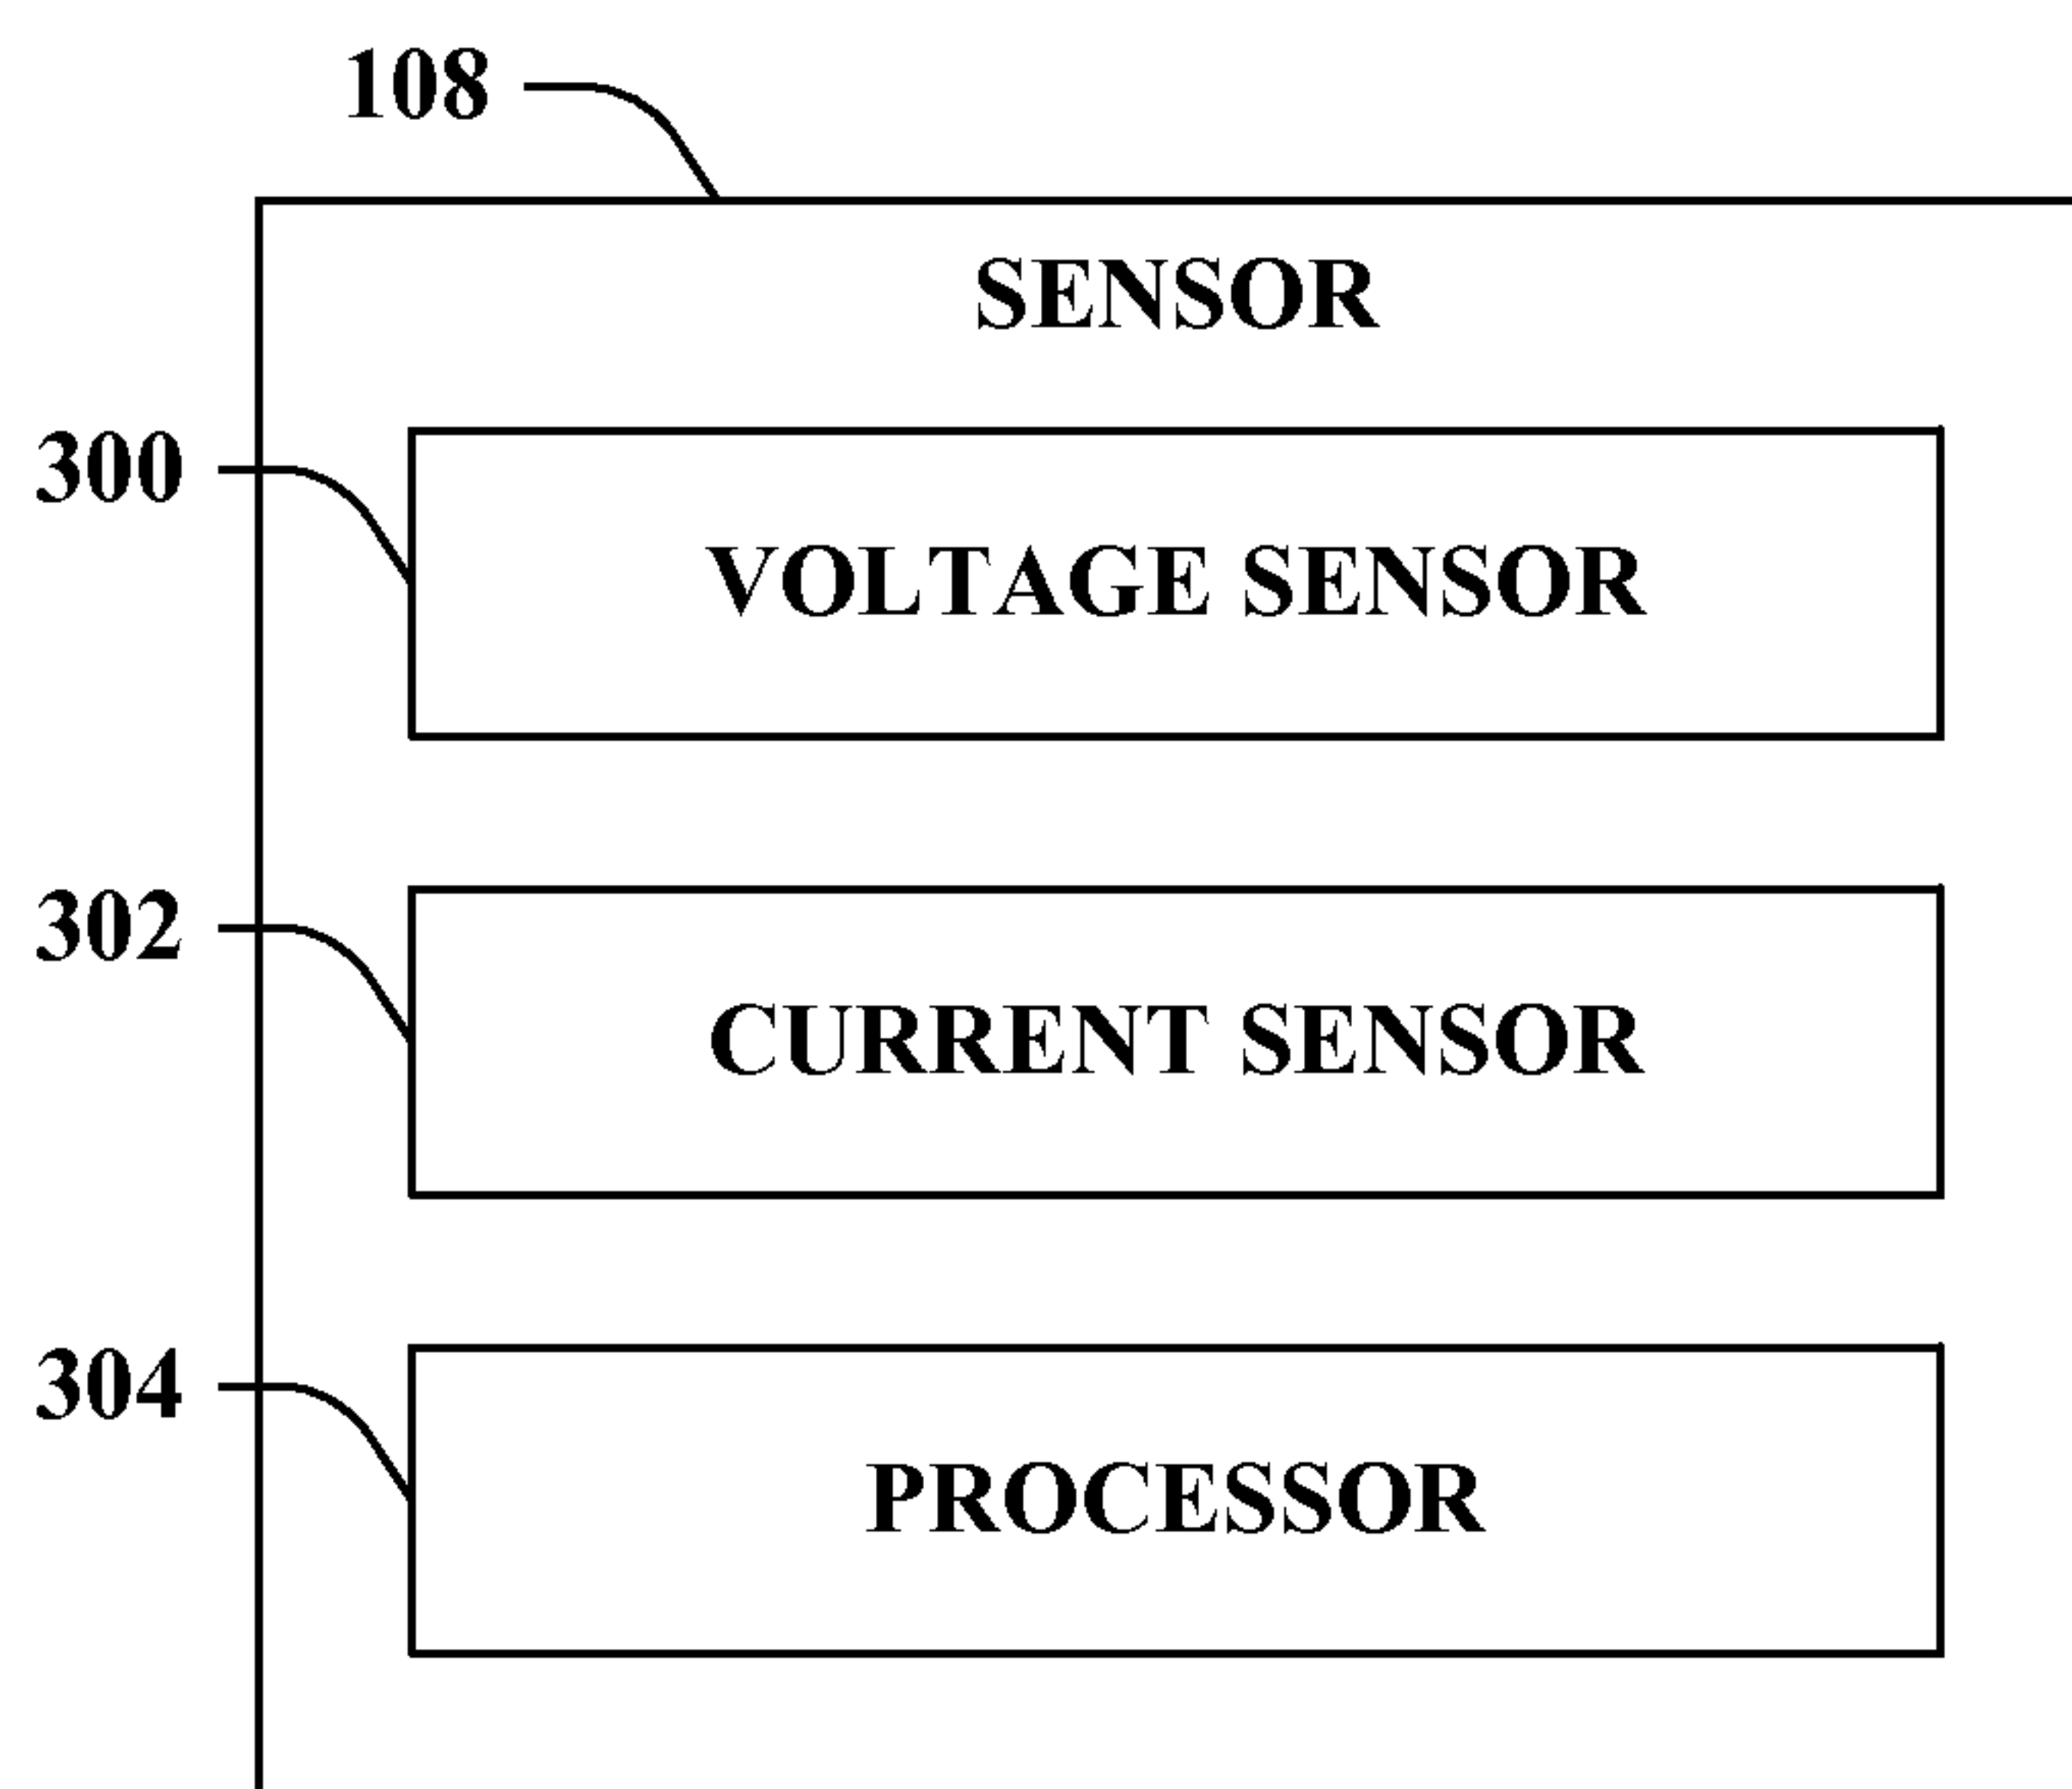 108
SENSOR
300
VOLTAGE SENSOR
302
CURRENT SENSOR
304
PROCESSOR